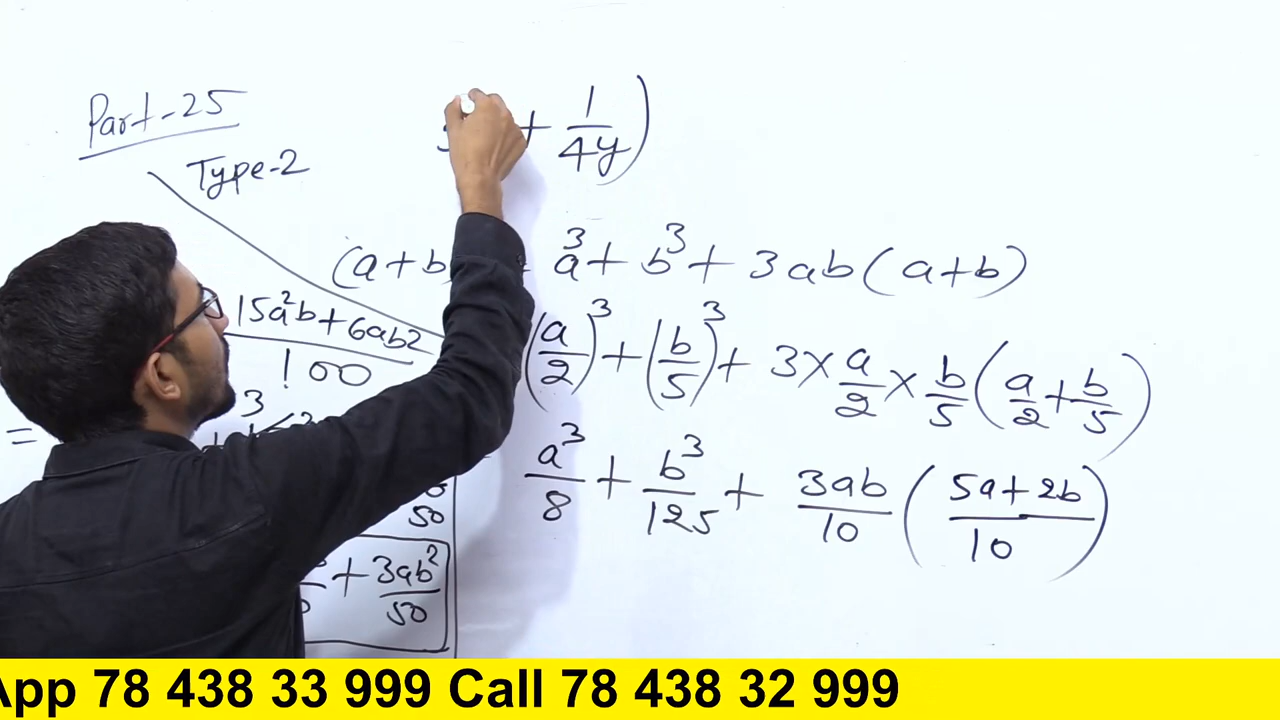 Part-25
Type-2
+ 1/4y)
(a+b = a³ + b³ + 3ab(a+b)
15a²b + 6ab² / 100
(a/2)³ + (b/5)³ + 3 × a/2 × b/5 (a/2 + b/5)
=
a³/8 + b³/125 + 3ab/10 (5a+2b / 10)
50
+ 3ab²/50
App 78 438 33 999 Call 78 438 32 999